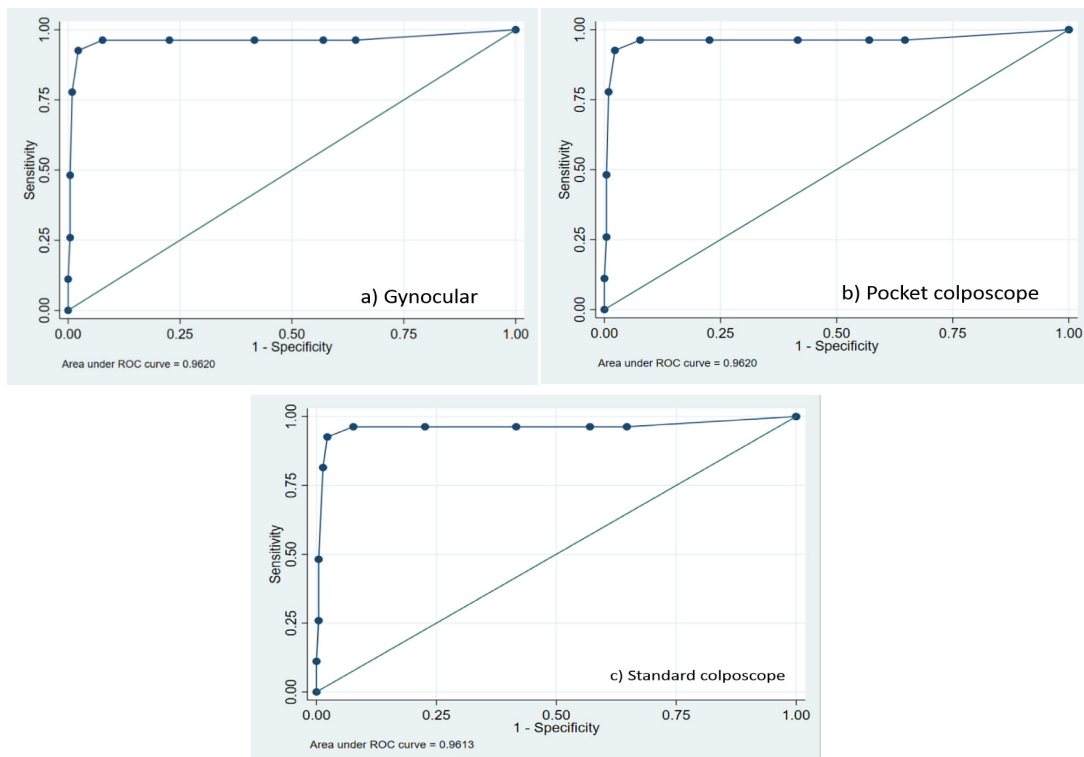 1.00
0.75
Sensitivity
0.50
0.25
0.00
a) Gynocular
0.00 0.25 0.50 0.75 1.00
1 - Specificity
Area under ROC curve = 0.9620
1.00
0.75
Sensitivity
0.50
0.25
0.00
b) Pocket colposcope
0.00 0.25 0.50 0.75 1.00
1 - Specificity
Area under ROC curve = 0.9620
1.00
0.75
Sensitivity
0.50
0.25
0.00
c) Standard colposcope
0.00 0.25 0.50 0.75 1.00
1 - Specificity
Area under ROC curve = 0.9613